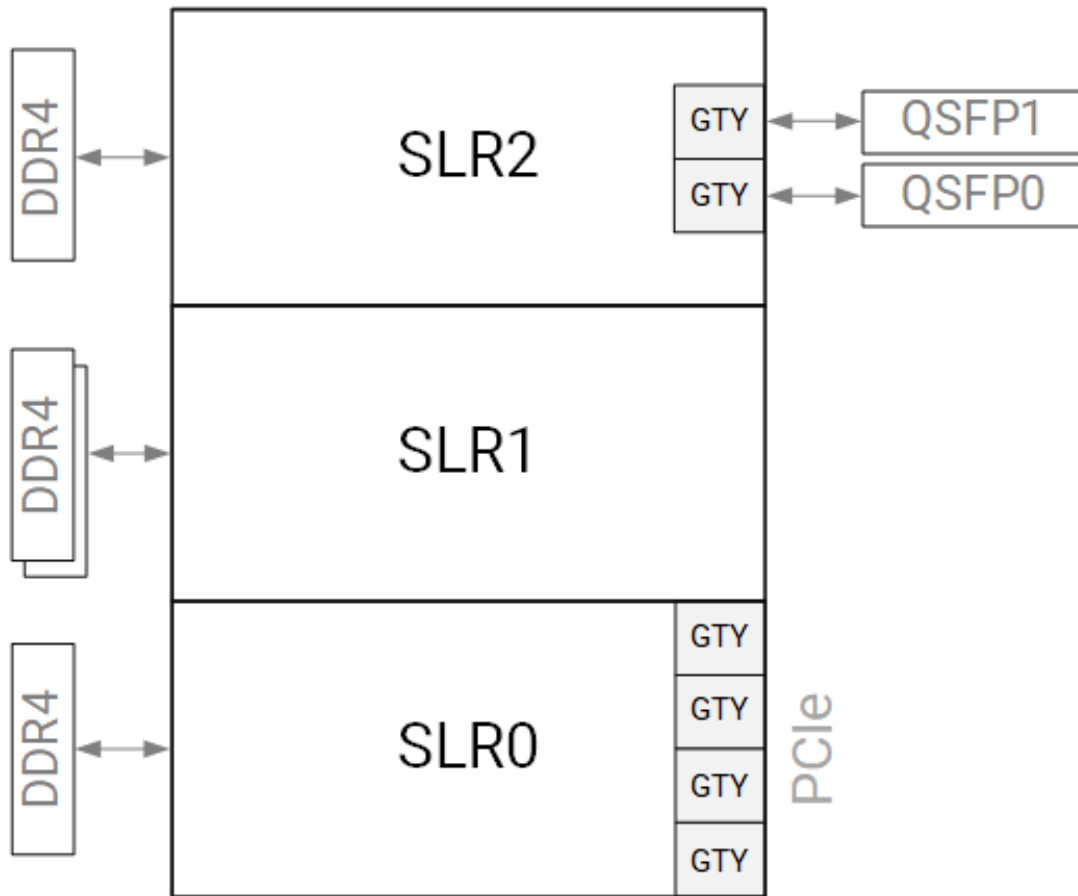 DDR4
SLR2
GTY
QSFP1
GTY
QSFP0
DDR4
SLR1
DDR4
SLR0
GTY
GTY
GTY
GTY
PCIe